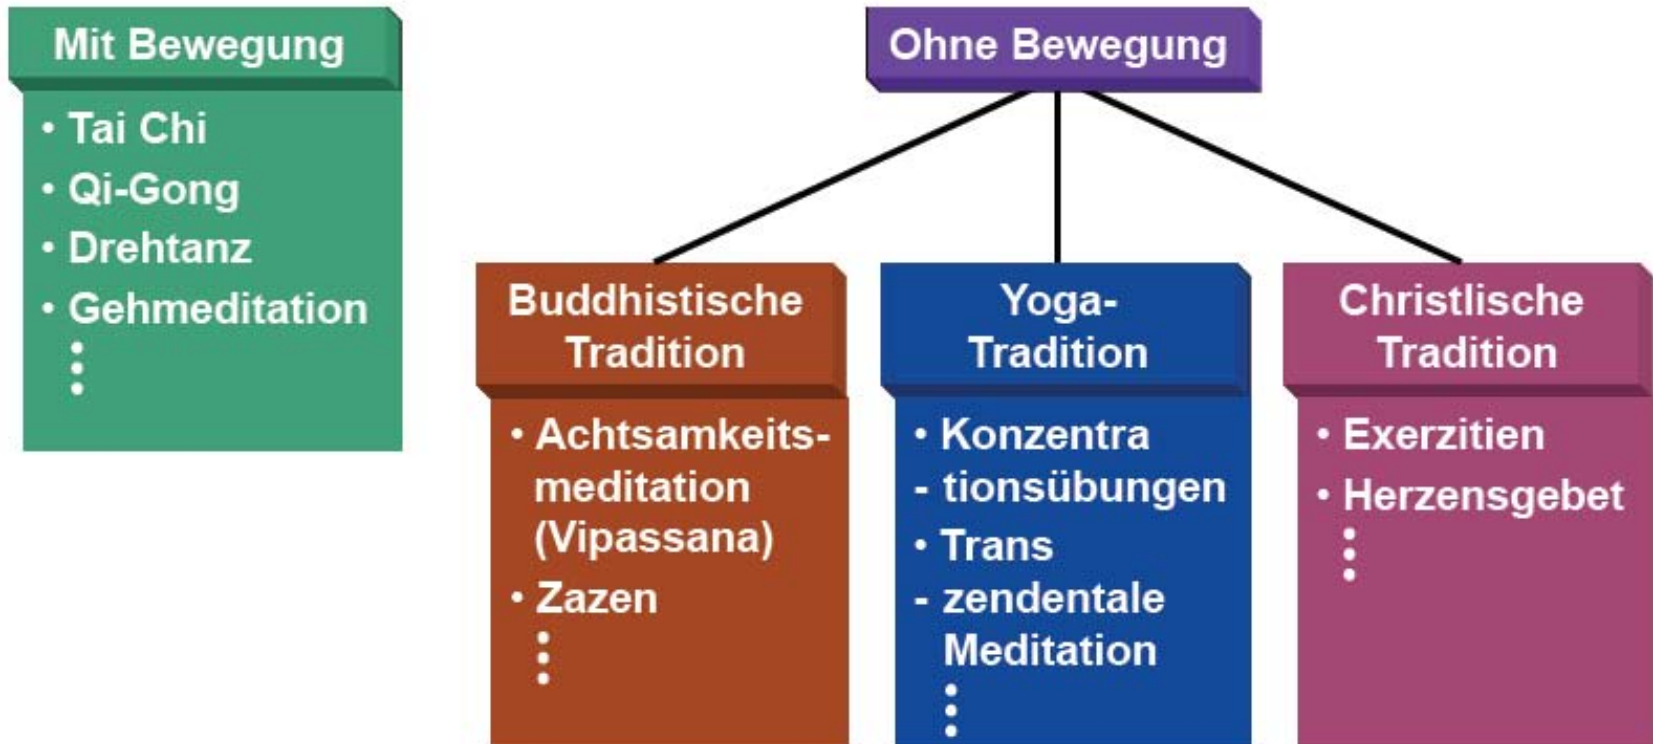 Mit Bewegung
• Tai Chi
• Qi-Gong
• Drehtanz
• Gehmeditation
Ohne Bewegung
Buddhistische
Tradition
• Achtsamkeits-
meditation
(Vipassana)
• Zazen
Yoga-
Tradition
• Konzentra
- tionsübungen
• Trans
- zendentale
Meditation
Christlische
Tradition
• Exerzitien
• Herzensgebet